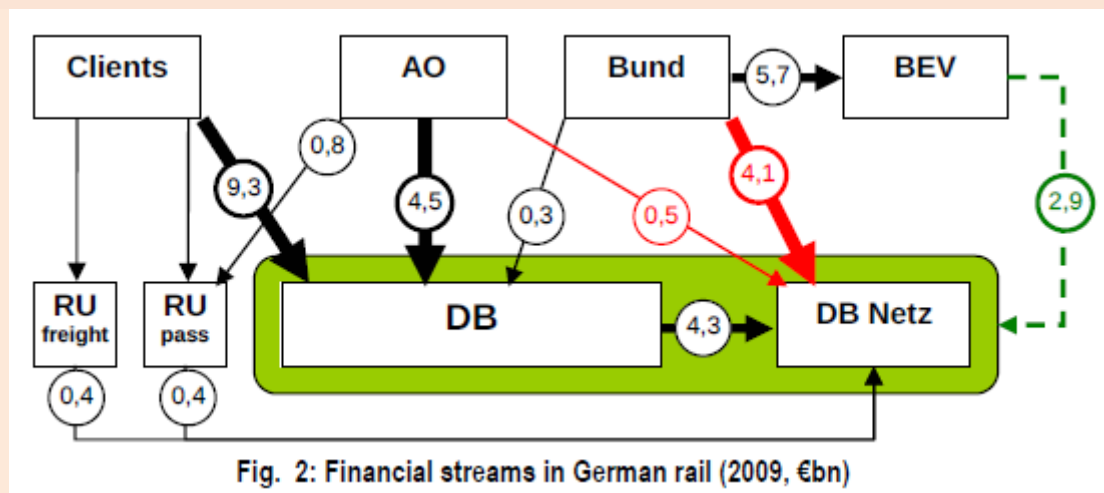 Clients
AO
Bund
5,7
BEV
0,8
9,3
4,5
0,3
0,5
4,1
2,9
RU
freight
RU
pass
DB
4,3
DB Netz
0,4
0,4
Fig. 2: Financial streams in German rail (2009, €bn)